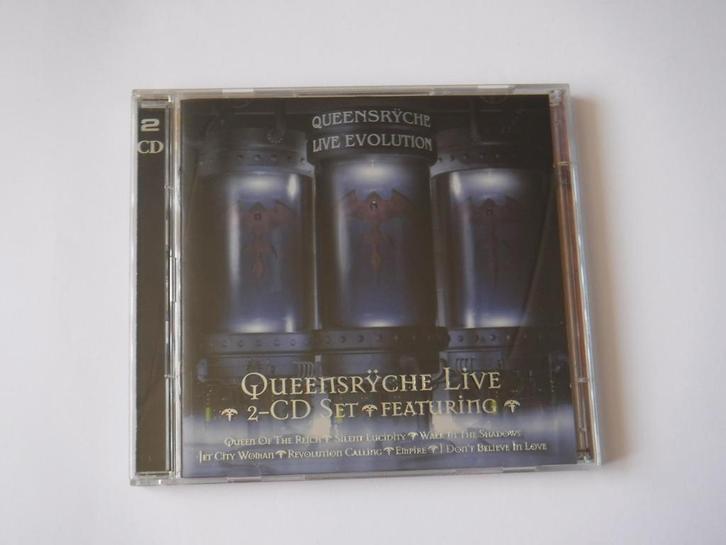 2
CD
QUEENSRŸCHE
LIVE EVOLUTION
QUEENSRŸCHE LIVE
2-CD SET FEATURING
QUEEN OF THE REICH SILENT LUCIDITY WALK IN THE SHADOWS
JET CITY WOMAN REVOLUTION CALLING EMPIRE I DON'T BELIEVE IN LOVE